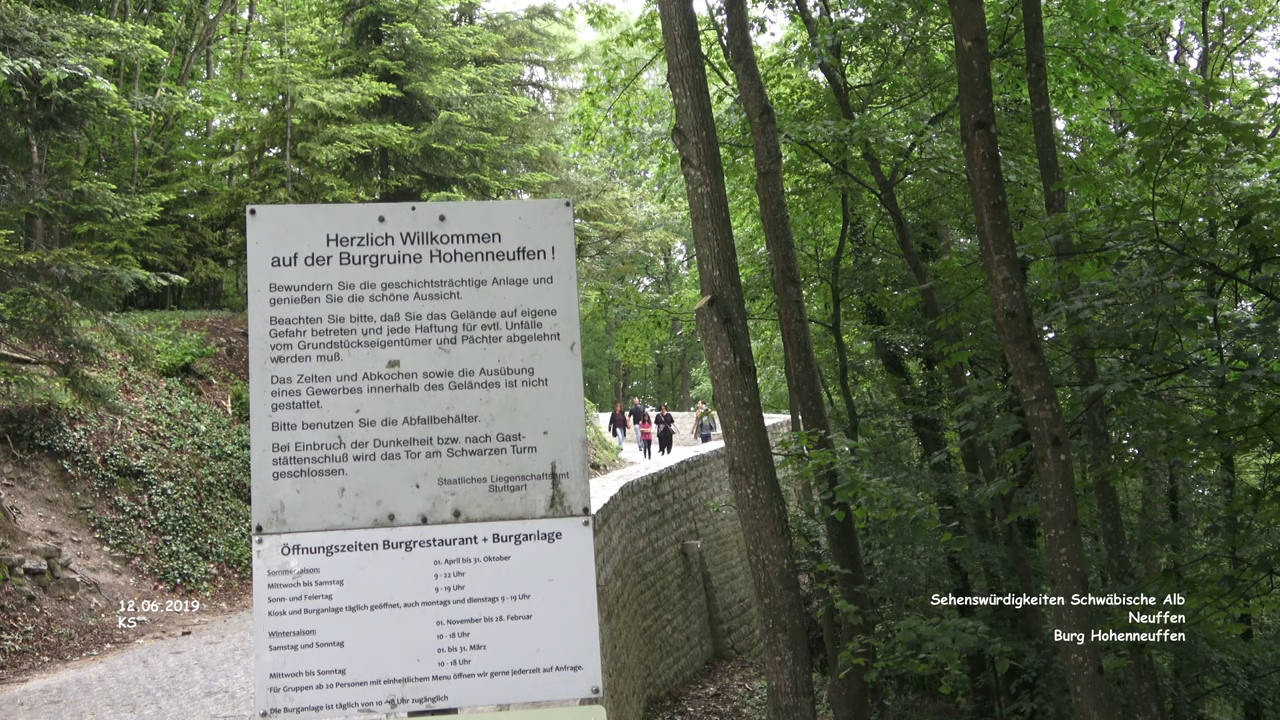 Herzlich Willkommen
auf der Burgruine Hohenneuffen !
Bewundern Sie die geschichtsträchtige Anlage und
genießen Sie die schöne Aussicht.
Beachten Sie bitte, daß Sie das Gelände auf eigene
Gefahr betreten und jede Haftung für evtl. Unfälle
vom Grundstückseigentümer und Pächter abgelehnt
werden muß.
Das Zelten und Abkochen sowie die Ausübung
eines Gewerbes innerhalb des Geländes ist nicht
gestattet.
Bitte benutzen Sie die Abfallbehälter.
Bei Einbruch der Dunkelheit bzw. nach Gast-
stättenschluß wird das Tor am Schwarzen Turm
geschlossen.
Staatliches Liegenschaftsamt
Stuttgart
Öffnungszeiten Burgrestaurant + Burganlage
Sommersaison:
01. April bis 31. Oktober
Mittwoch bis Samstag
9 - 22 Uhr
Sonn- und Feiertag
9 - 19 Uhr
Kiosk und Burganlage täglich geöffnet, auch montags und dienstags 9 - 19 Uhr
Wintersaison:
01. November bis 28. Februar
Samstag und Sonntag
10 - 18 Uhr
01. bis 31. März
Mittwoch bis Sonntag
10 - 18 Uhr
Für Gruppen ab 20 Personen mit einheitlichem Menü öffnen wir gerne jederzeit auf Anfrage.
Die Burganlage ist täglich von 10 - Uhr zugänglich
12.06.2019
KS
Sehenswürdigkeiten Schwäbische Alb
Neuffen
Burg Hohenneuffen